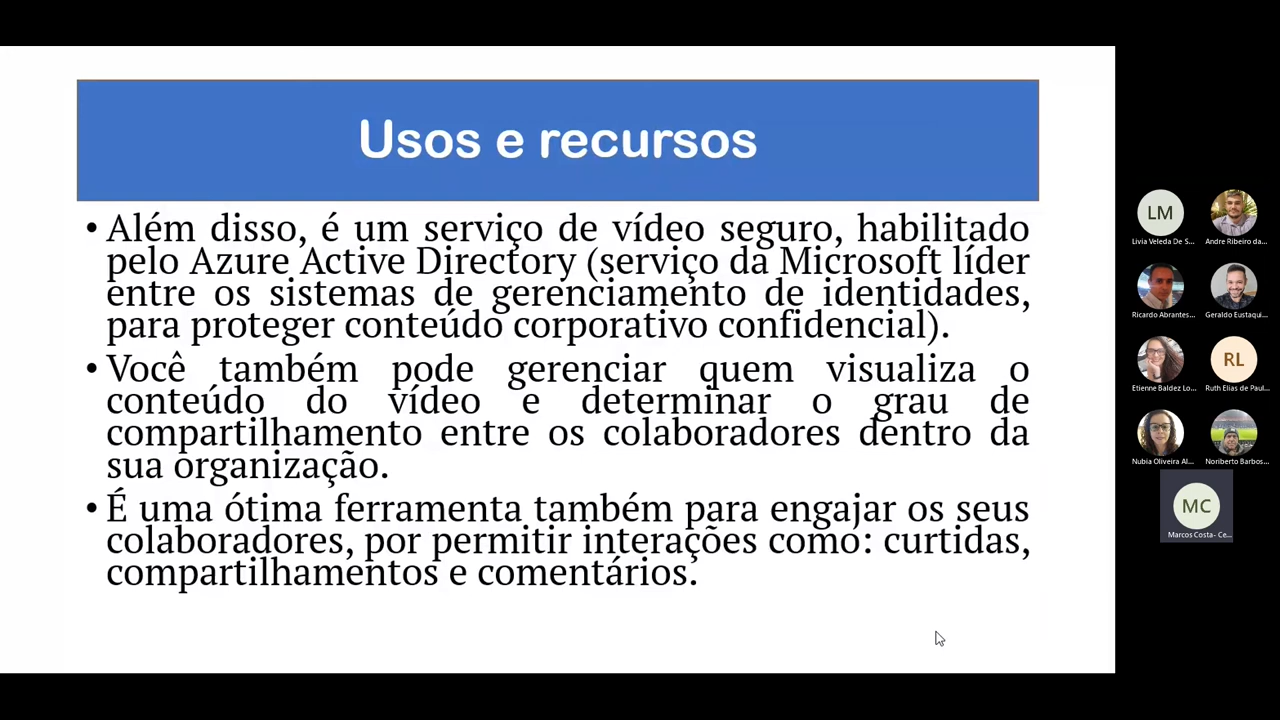 Usos e recursos
• Além disso, é um serviço de vídeo seguro, habilitado
pelo Azure Active Directory (serviço da Microsoft líder
entre os sistemas de gerenciamento de identidades,
para proteger conteúdo corporativo confidencial).
• Você também pode gerenciar quem visualiza o
conteúdo do vídeo e determinar o grau de
compartilhamento entre os colaboradores dentro da
sua organização.
• É uma ótima ferramenta também para engajar os seus
colaboradores, por permitir interações como: curtidas,
compartilhamentos e comentários.
LM
Livia Veleda De S...
Andre Ribeiro da...
Ricardo Abrantes...
Geraldo Eustaqui...
RL
Etienne Baldez Lo...
Ruth Elias de Paul...
Nubia Oliveira Al...
Noriberto Barbos...
MC
Marcos Costa- Ce...